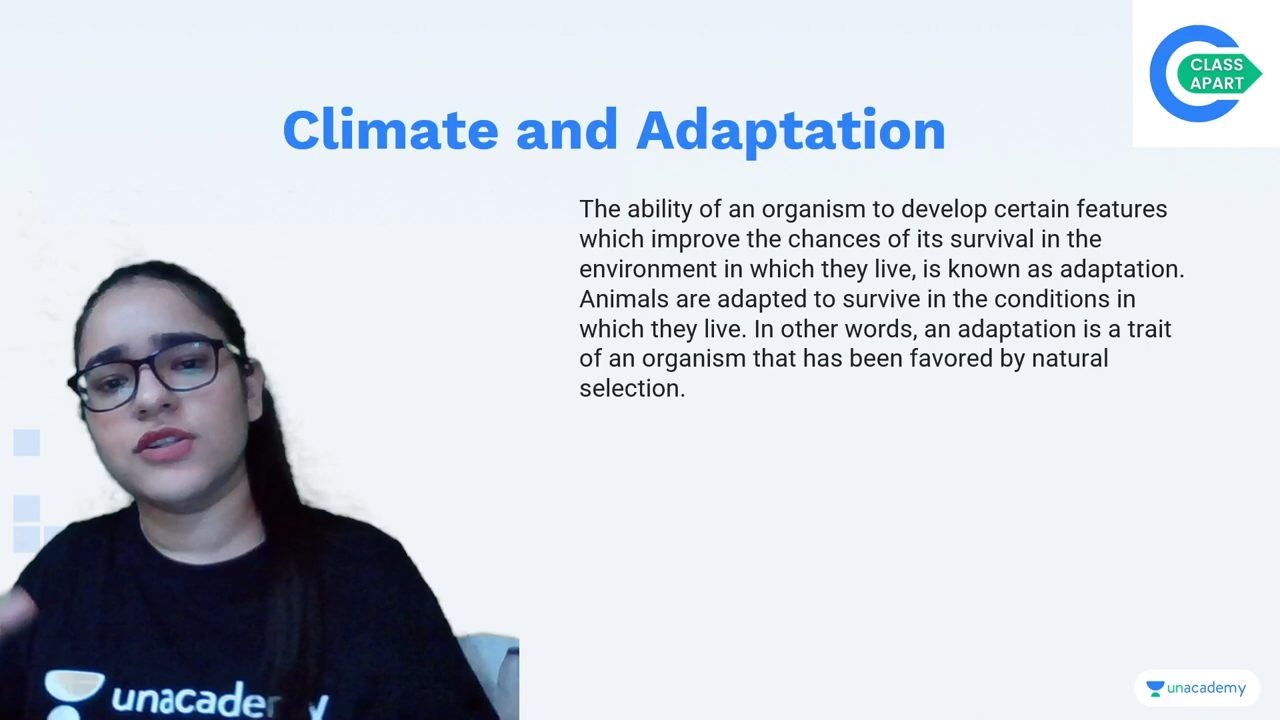 CLASS
APART
Climate and Adaptation
The ability of an organism to develop certain features
which improve the chances of its survival in the
environment in which they live, is known as adaptation.
Animals are adapted to survive in the conditions in
which they live. In other words, an adaptation is a trait
of an organism that has been favored by natural
selection.
unacademy
unacademy